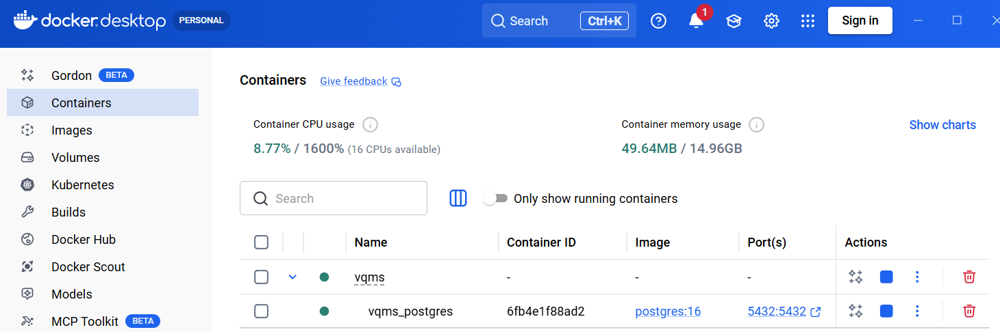 docker.desktop PERSONAL Search Ctrl+K 1 Sign in
Gordon BETA
Containers
Images
Volumes
Kubernetes
Builds
Docker Hub
Docker Scout
Models
MCP Toolkit BETA
Containers Give feedback
Container CPU usage
8.77% / 1600% (16 CPUs available)
Container memory usage
49.64MB / 14.96GB
Show charts
Search
Only show running containers
Name Container ID Image Port(s) Actions
vqms - - -
vqms_postgres 6fb4e1f88ad2 postgres:16 5432:5432